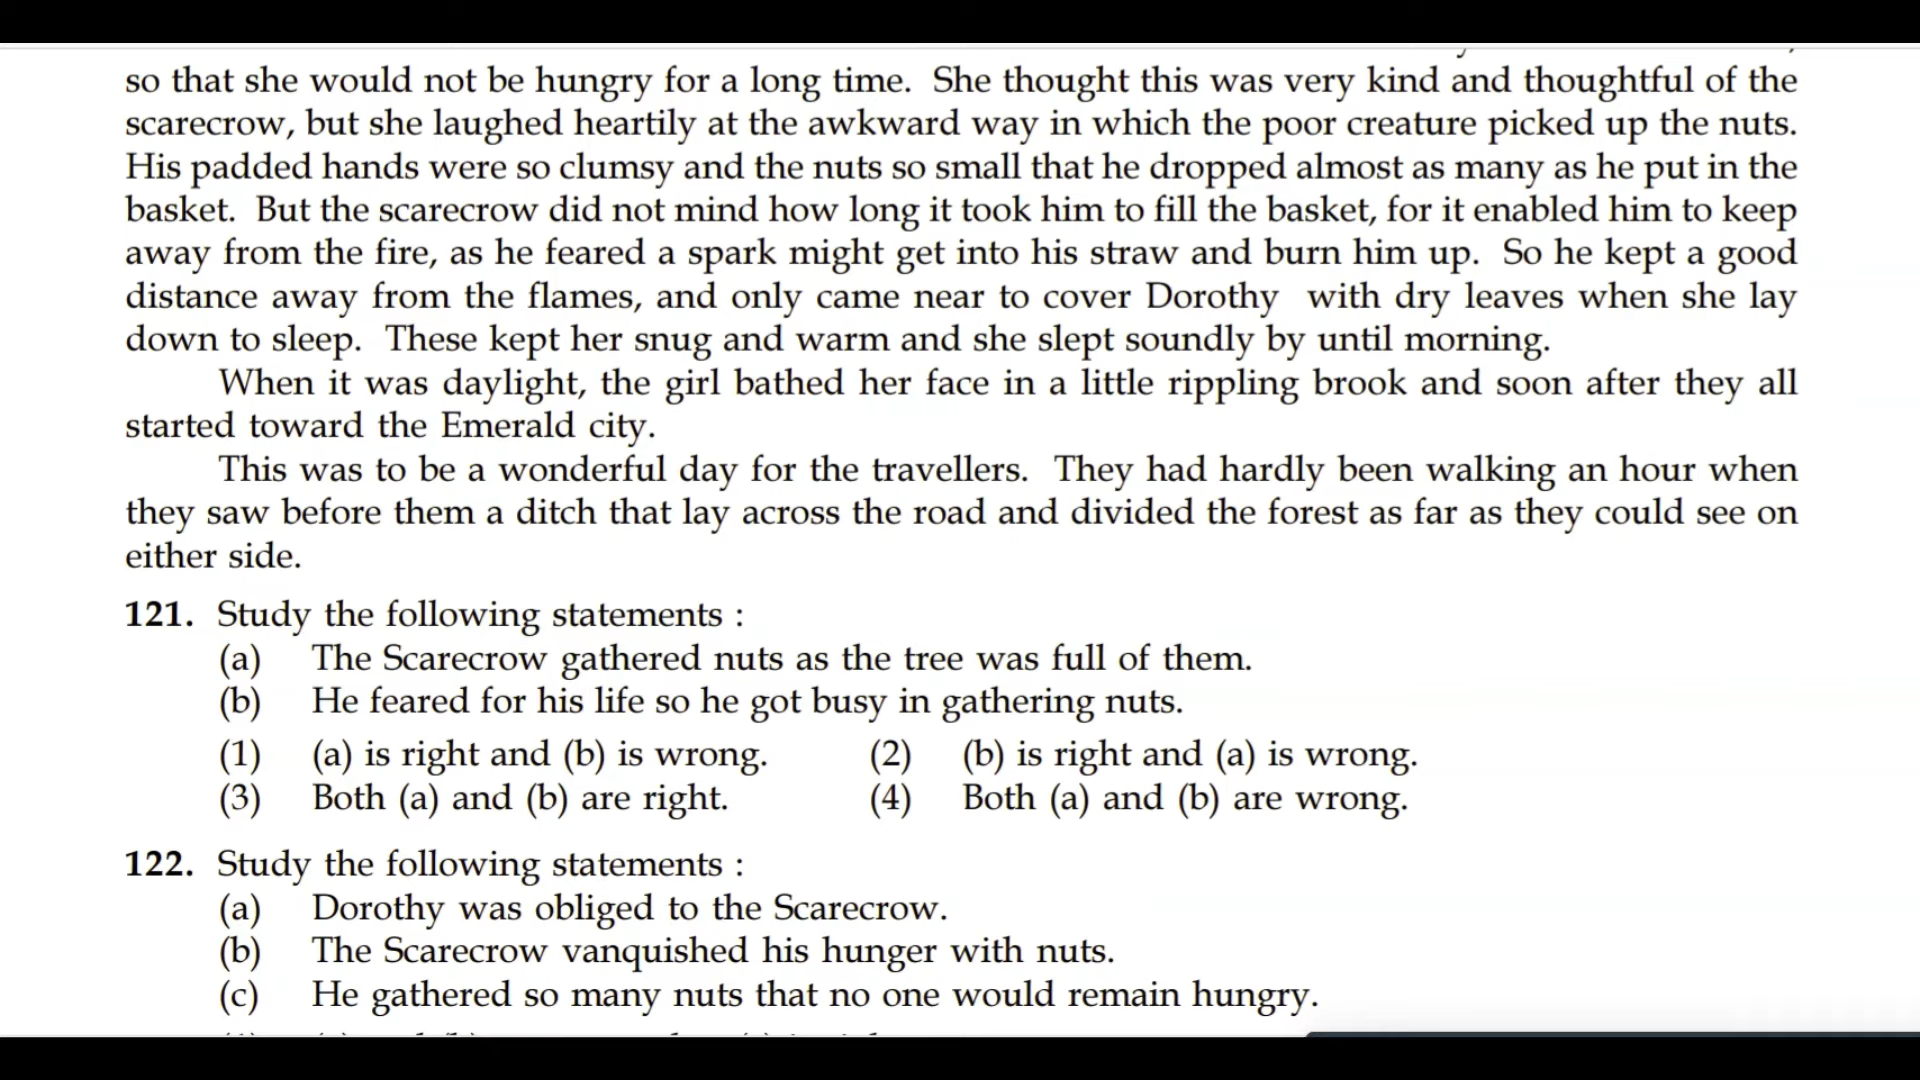 so that she would not be hungry for a long time. She thought this was very kind and thoughtful of the
scarecrow, but she laughed heartily at the awkward way in which the poor creature picked up the nuts.
His padded hands were so clumsy and the nuts so small that he dropped almost as many as he put in the
basket. But the scarecrow did not mind how long it took him to fill the basket, for it enabled him to keep
away from the fire, as he feared a spark might get into his straw and burn him up. So he kept a good
distance away from the flames, and only came near to cover Dorothy with dry leaves when she lay
down to sleep. These kept her snug and warm and she slept soundly by until morning.
When it was daylight, the girl bathed her face in a little rippling brook and soon after they all
started toward the Emerald city.
This was to be a wonderful day for the travellers. They had hardly been walking an hour when
they saw before them a ditch that lay across the road and divided the forest as far as they could see on
either side.
121. Study the following statements :
(a) The Scarecrow gathered nuts as the tree was full of them.
(b) He feared for his life so he got busy in gathering nuts.
(1) (a) is right and (b) is wrong. (2) (b) is right and (a) is wrong.
(3) Both (a) and (b) are right. (4) Both (a) and (b) are wrong.
122. Study the following statements :
(a) Dorothy was obliged to the Scarecrow.
(b) The Scarecrow vanquished his hunger with nuts.
(c) He gathered so many nuts that no one would remain hungry.